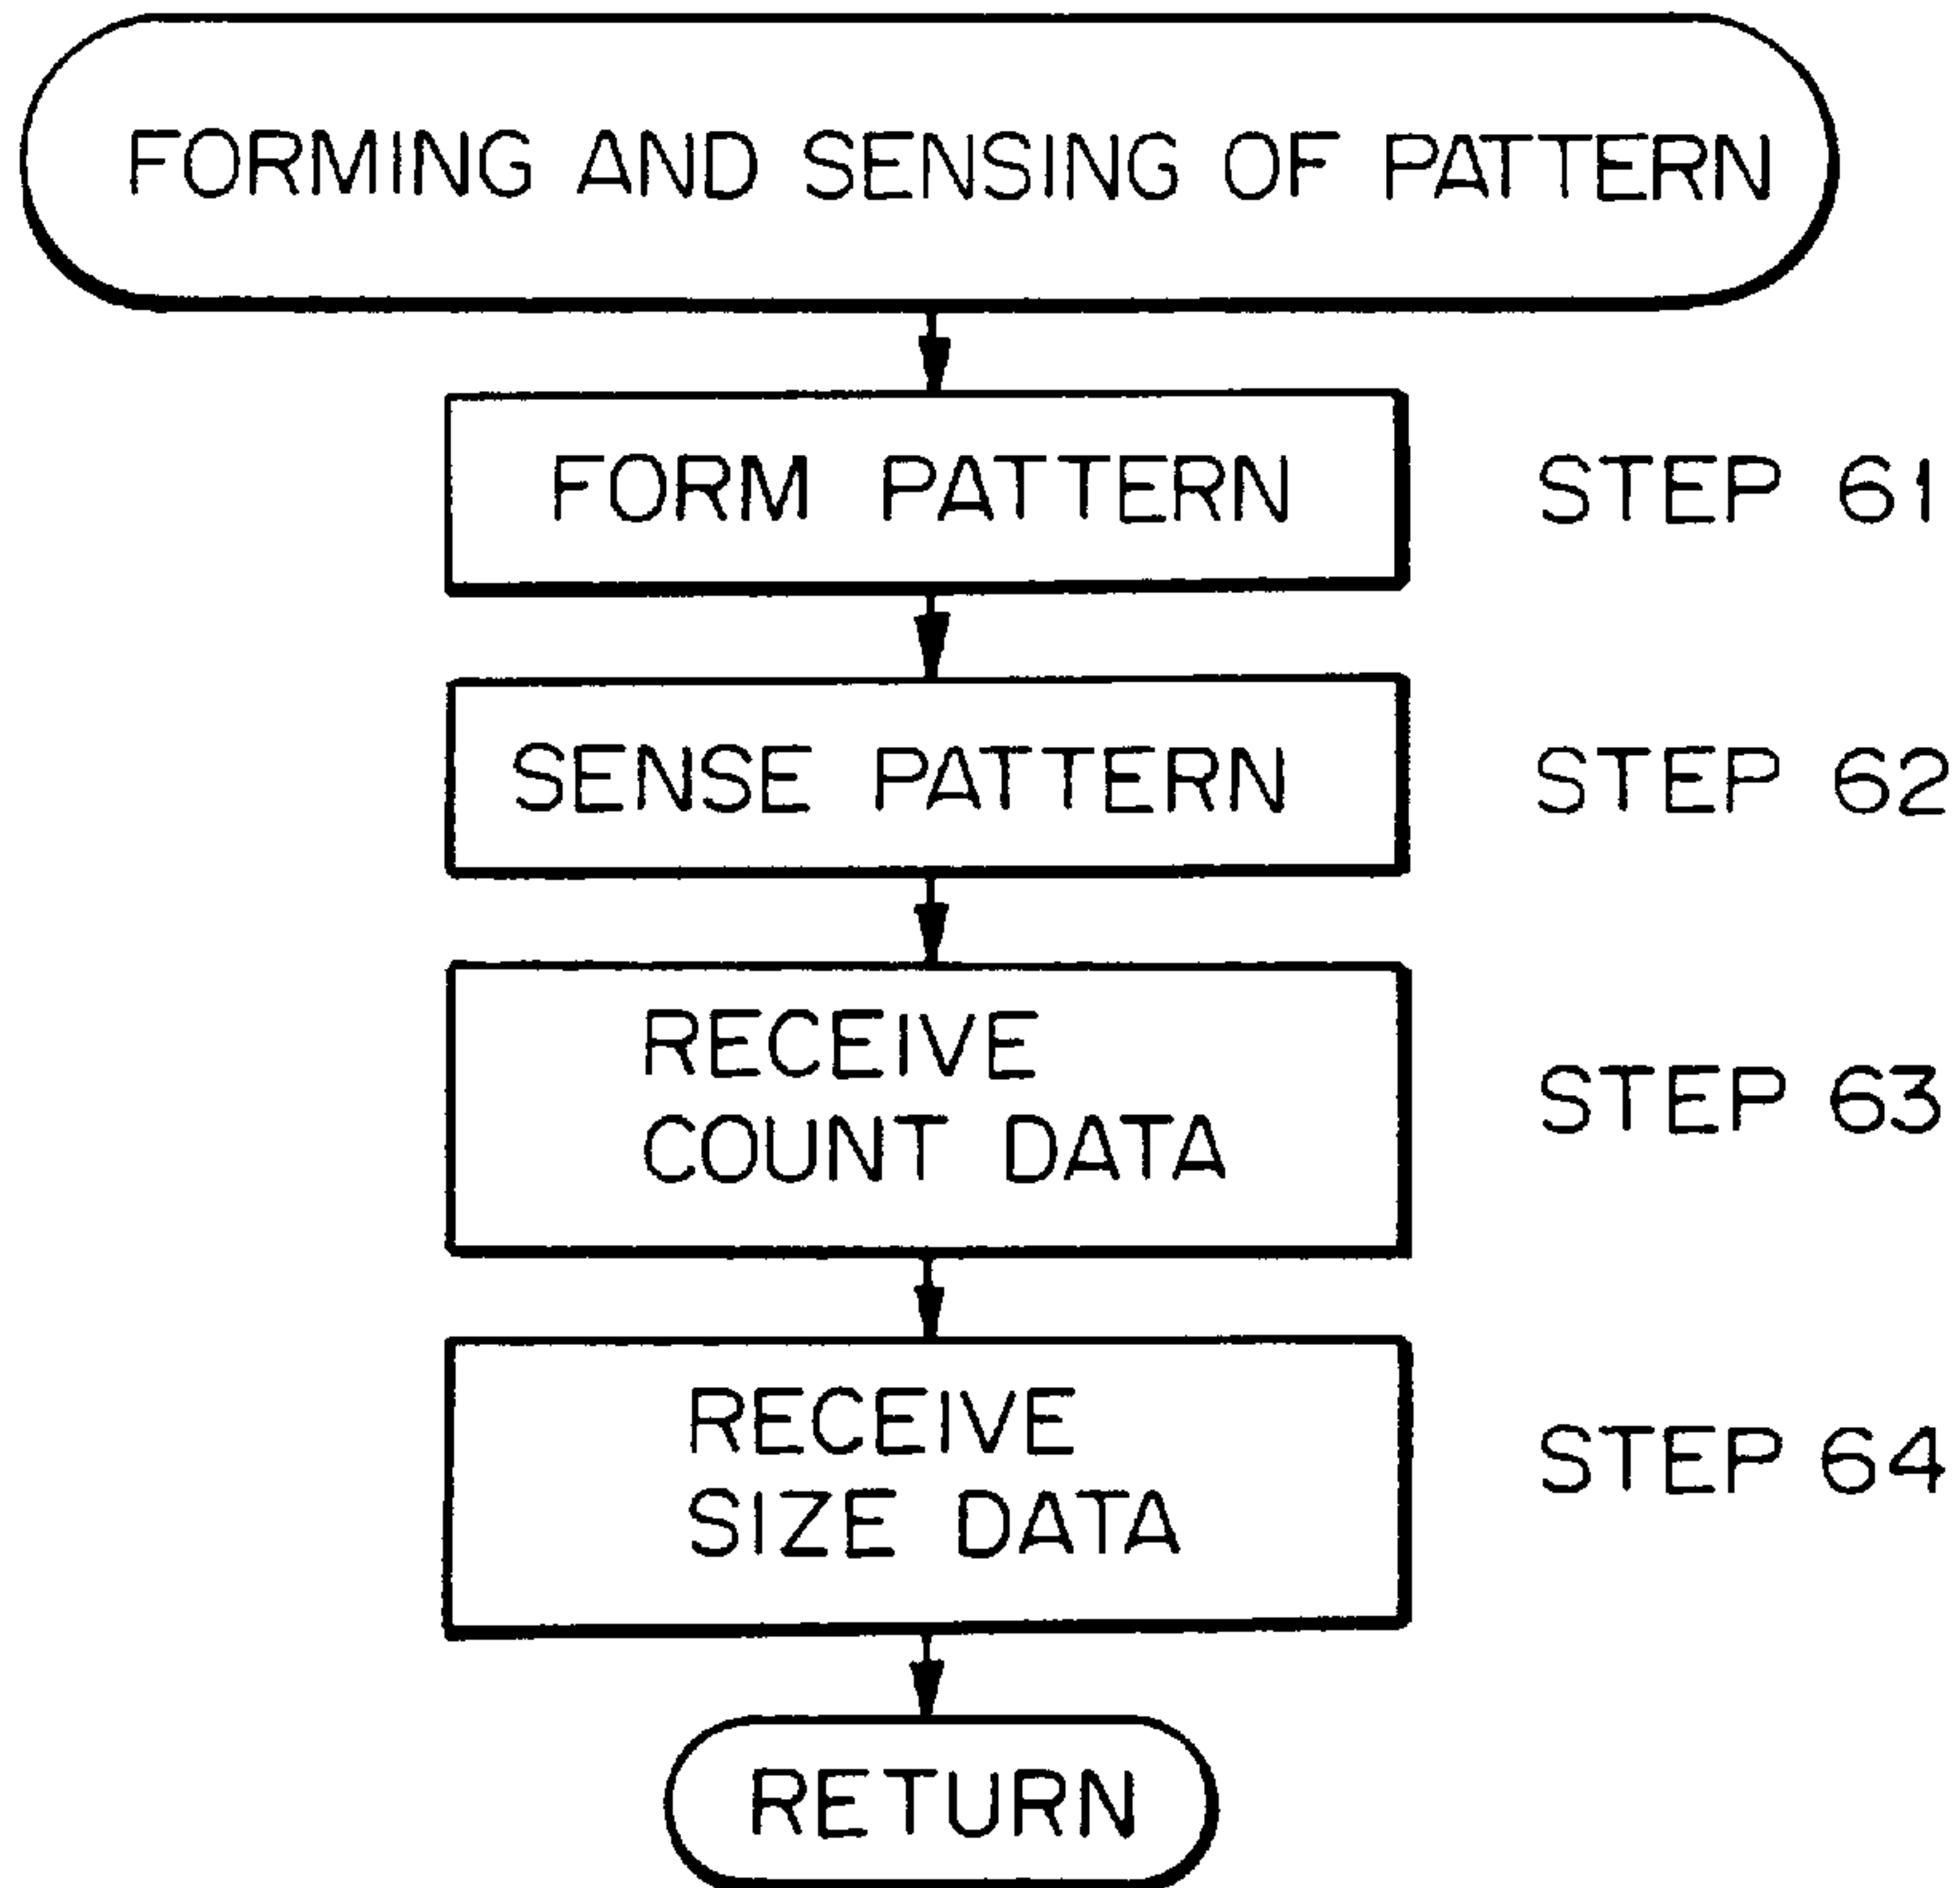 FORMING AND SENSING OF PATTERN
FORM PATTERN
STEP 61
SENSE PATTERN
STEP 62
RECEIVE
COUNT DATA
STEP 63
RECEIVE
SIZE DATA
STEP 64
RETURN